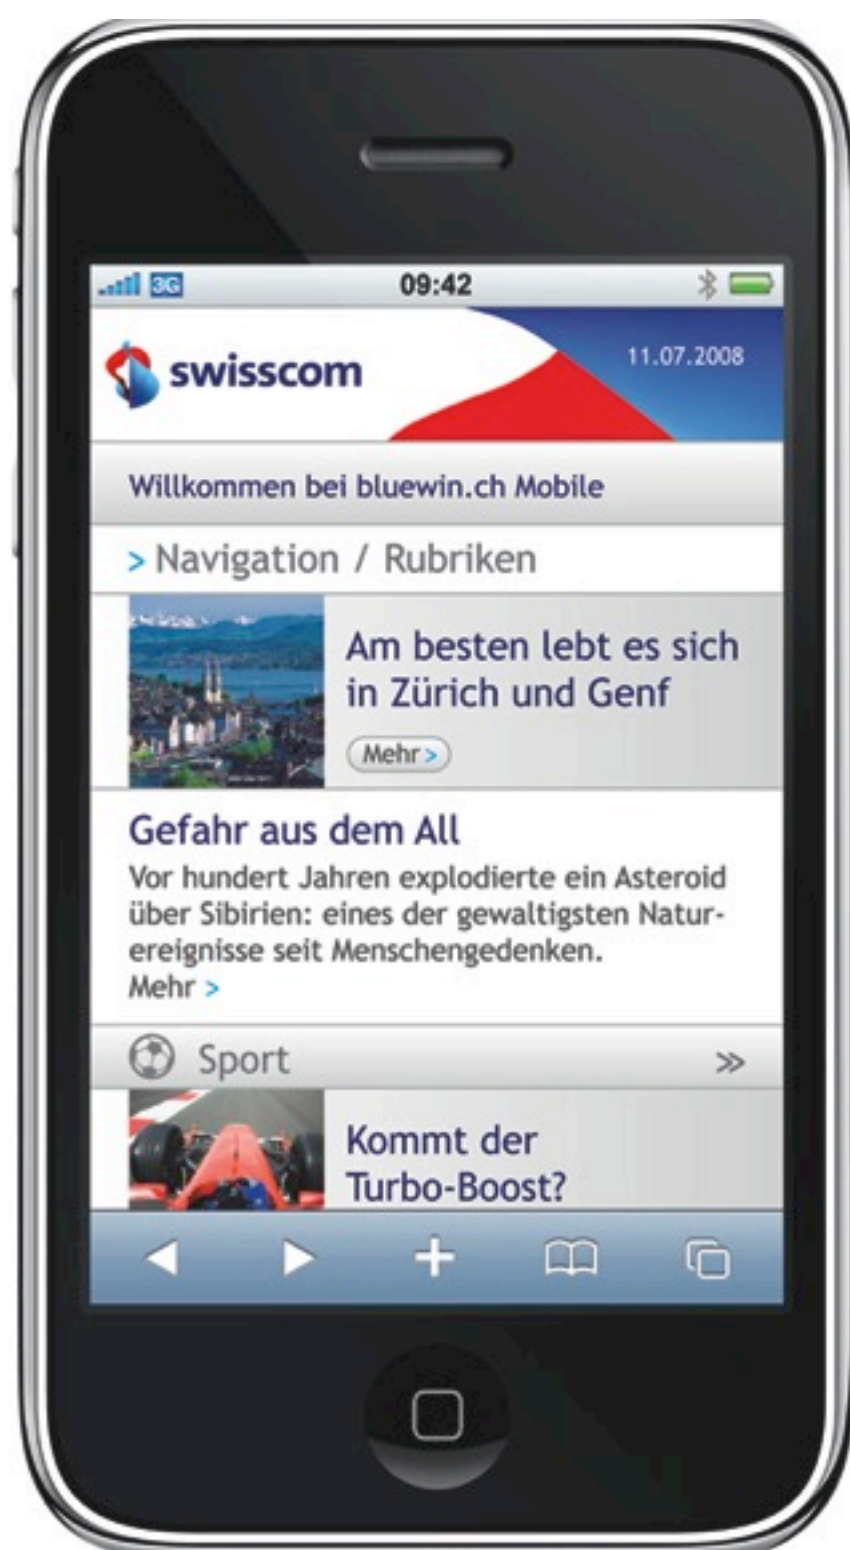 3G 09:42
swisscom 11.07.2008
Willkommen bei bluewin.ch Mobile
> Navigation / Rubriken
Am besten lebt es sich
in Zürich und Genf
Mehr >
Gefahr aus dem All
Vor hundert Jahren explodierte ein Asteroid
über Sibirien: eines der gewaltigsten Natur-
ereignisse seit Menschengedenken.
Mehr >
Sport >>
Kommt der
Turbo-Boost?